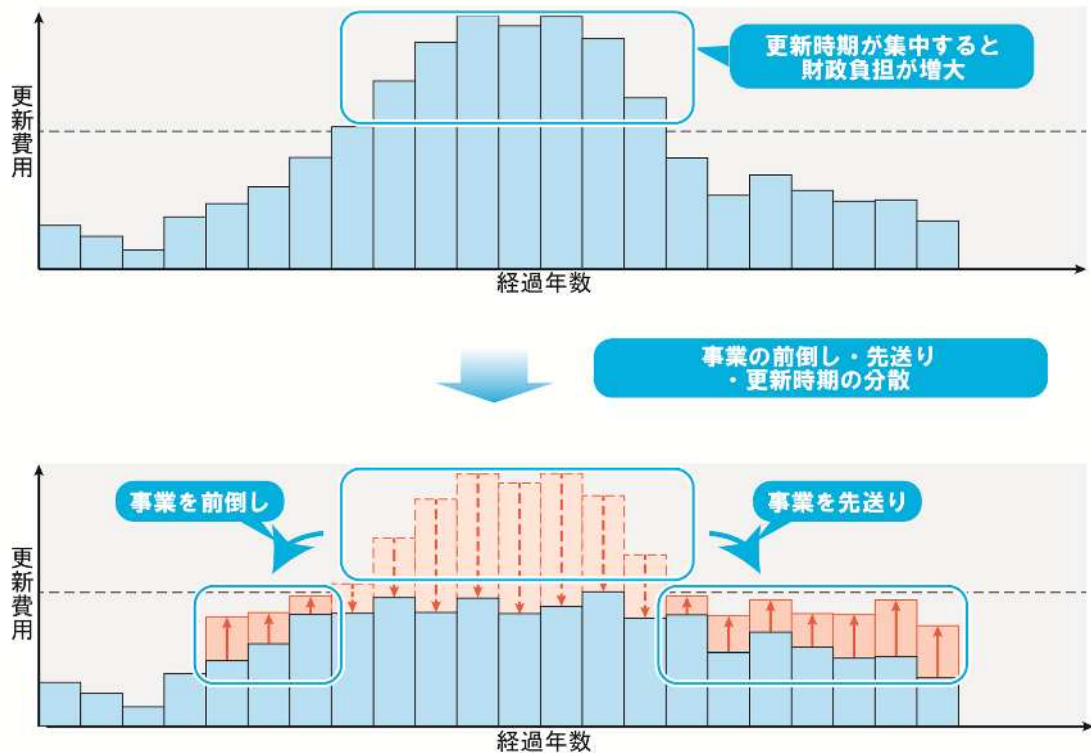 更新時期が集中すると
財政負担が増大
更新費用
経過年数
事業の前倒し・先送り
・更新時期の分散
事業を前倒し
事業を先送り
更新費用
経過年数